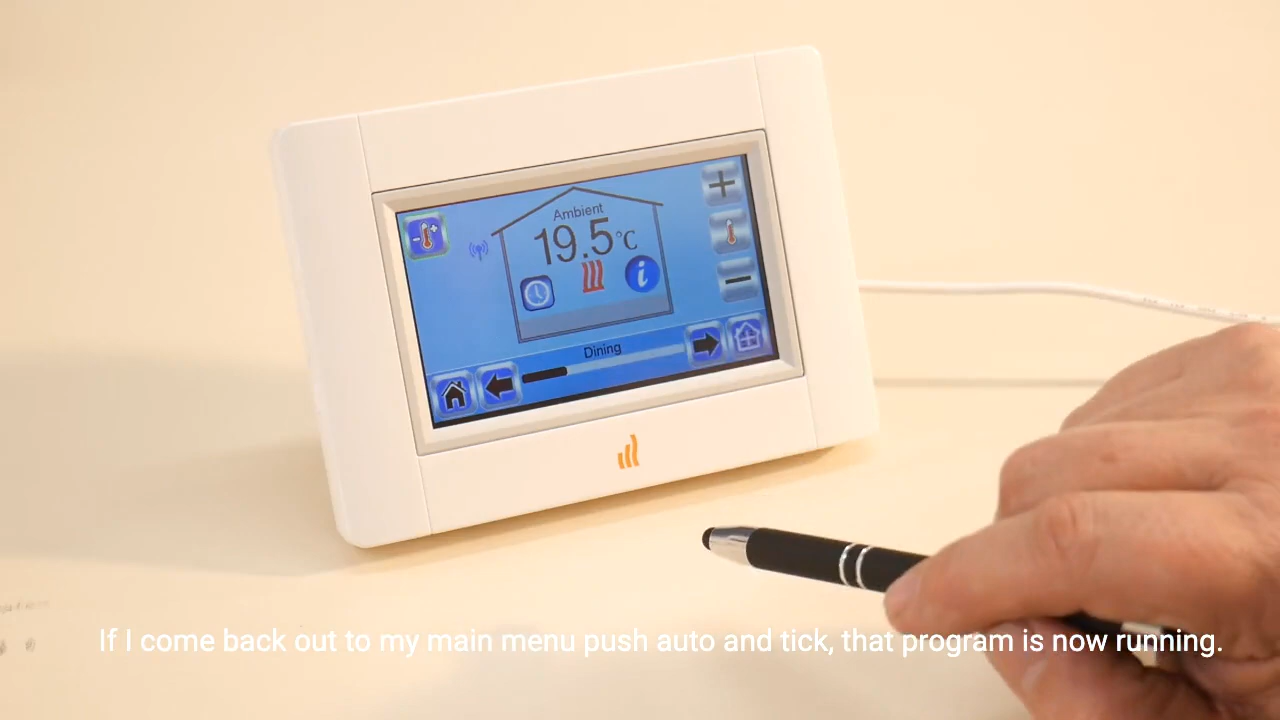 Ambient
19.5°C
i
Dining
If I come back out to my main menu push auto and tick, that program is now running.